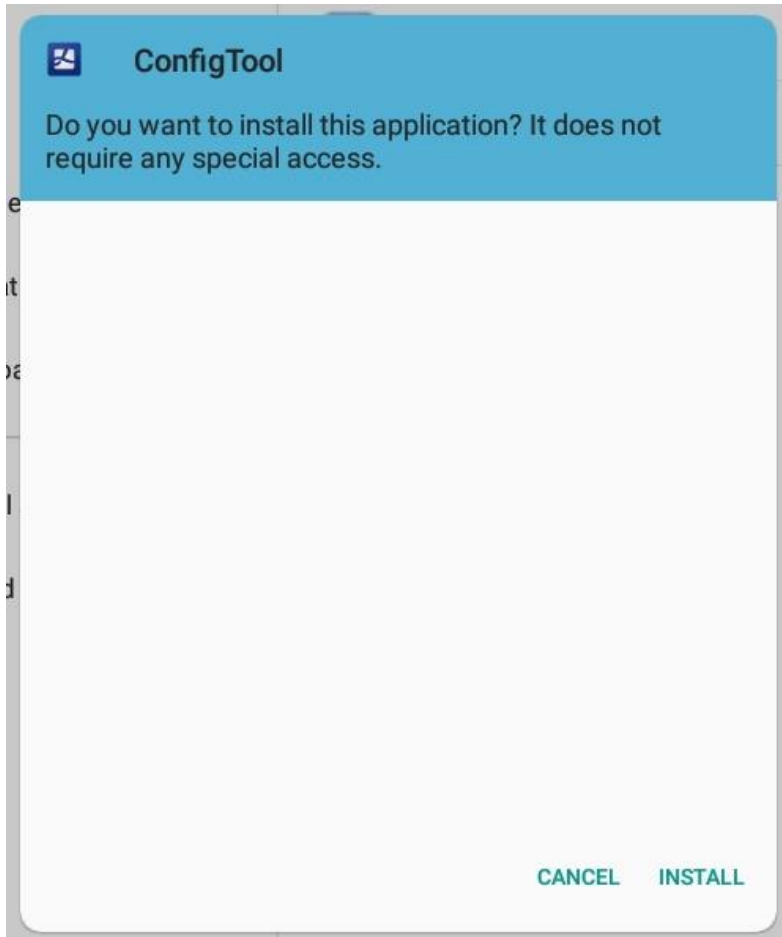 ConfigTool
Do you want to install this application? It does not
require any special access.
CANCEL INSTALL